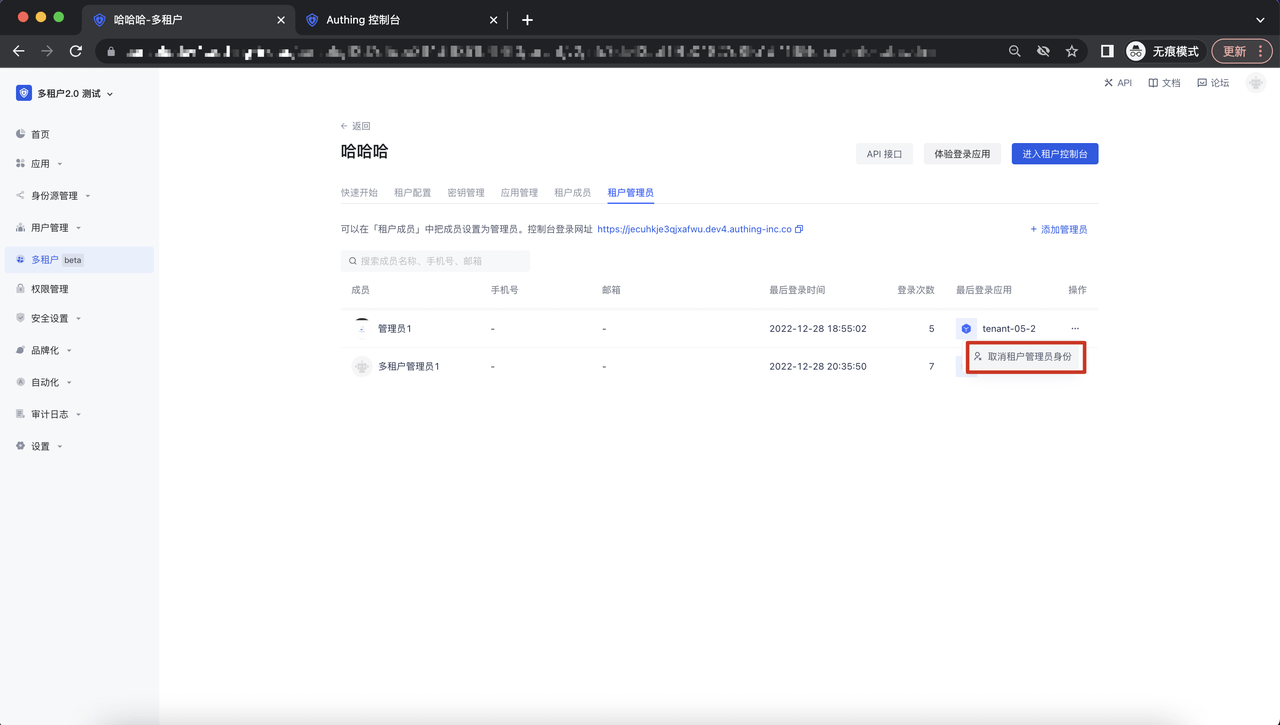 哈哈哈-多租户
Authing 控制台
无痕模式
更新
多租户2.0 测试
API
文档
论坛
首页
应用
身份源管理
用户管理
多租户 beta
权限管理
安全设置
品牌化
自动化
审计日志
设置
返回
哈哈哈
API 接口
体验登录应用
进入租户控制台
快速开始 租户配置 密钥管理 应用管理 租户成员 租户管理员
可以在「租户成员」中把成员设置为管理员。控制台登录网址 https://jecuhkje3qjxafwu.dev4.authing-inc.co
+ 添加管理员
搜索成员名称、手机号、邮箱
成员 手机号 邮箱 最后登录时间 登录次数 最后登录应用 操作
管理员1 - - 2022-12-28 18:55:02 5 tenant-05-2 ...
取消租户管理员身份
多租户管理员1 - - 2022-12-28 20:35:50 7